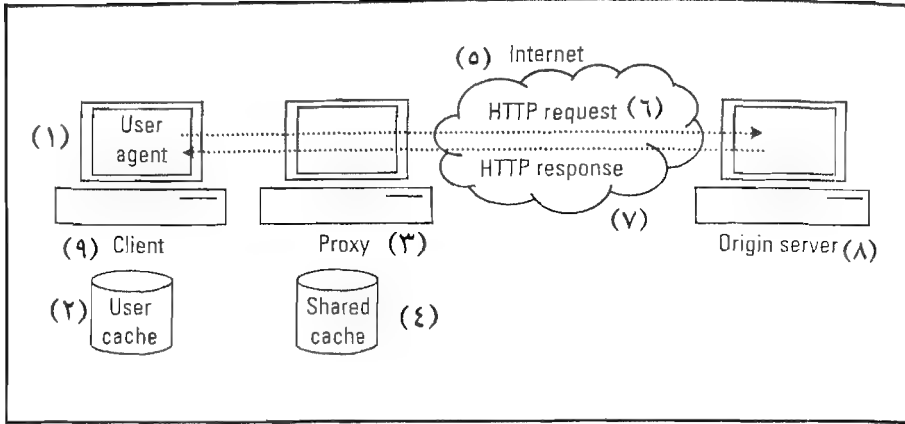 (٥) Internet
(١) User agent
HTTP request (٦)
HTTP response
(٧)
(٩) Client
Proxy (٣)
Origin server (٨)
(٢) User cache
Shared cache (٤)